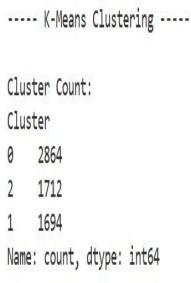 ----- K-Means Clustering -----
Cluster Count:
Cluster
0    2864
2    1712
1    1694
Name: count, dtype: int64